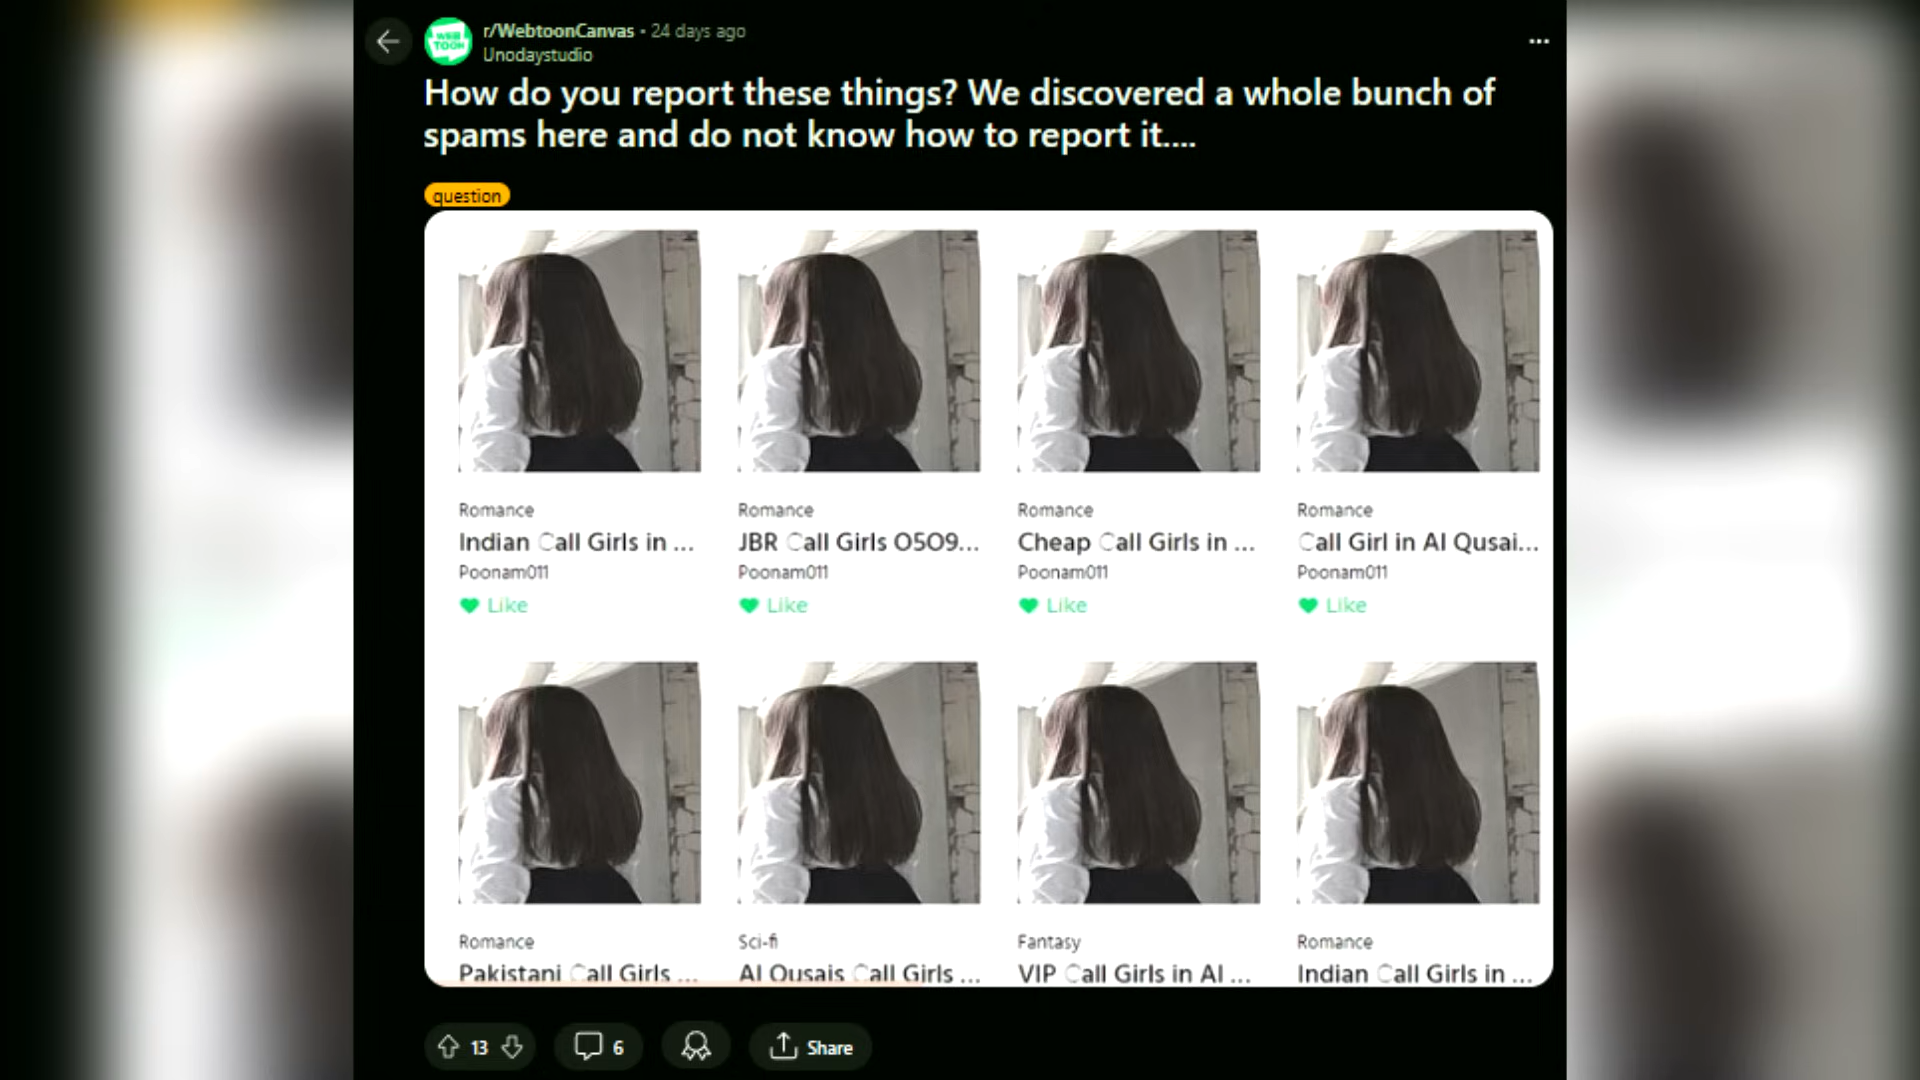 r/WebtoonCanvas • 24 days ago
Unodaystudio
How do you report these things? We discovered a whole bunch of
spams here and do not know how to report it....
question
Romance
Indian Call Girls in ...
Poonam011
Like
Romance
JBR Call Girls O5O9...
Poonam011
Like
Romance
Cheap Call Girls in ...
Poonam011
Like
Romance
Call Girl in Al Qusai...
Poonam011
Like
Romance
Pakistani Call Girls ...
Sci-fi
Al Qusais Call Girls ...
Fantasy
VIP Call Girls in Al ...
Romance
Indian Call Girls in ...
13
6
Share
WEB
TOON